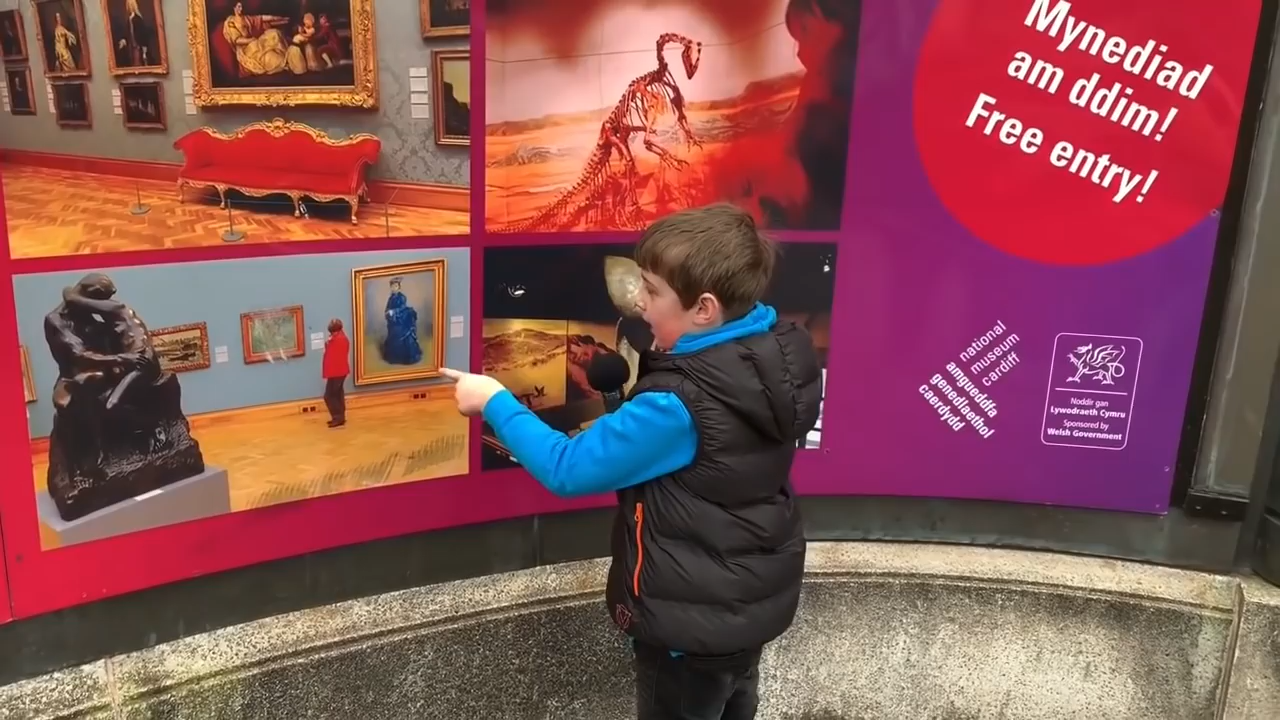 Mynediad
am ddim!
Free entry!
national
museum
cardiff
amgueddfa
genedlaethol
caerdydd
Noddir gan
Lywodraeth Cymru
Sponsored by
Welsh Government